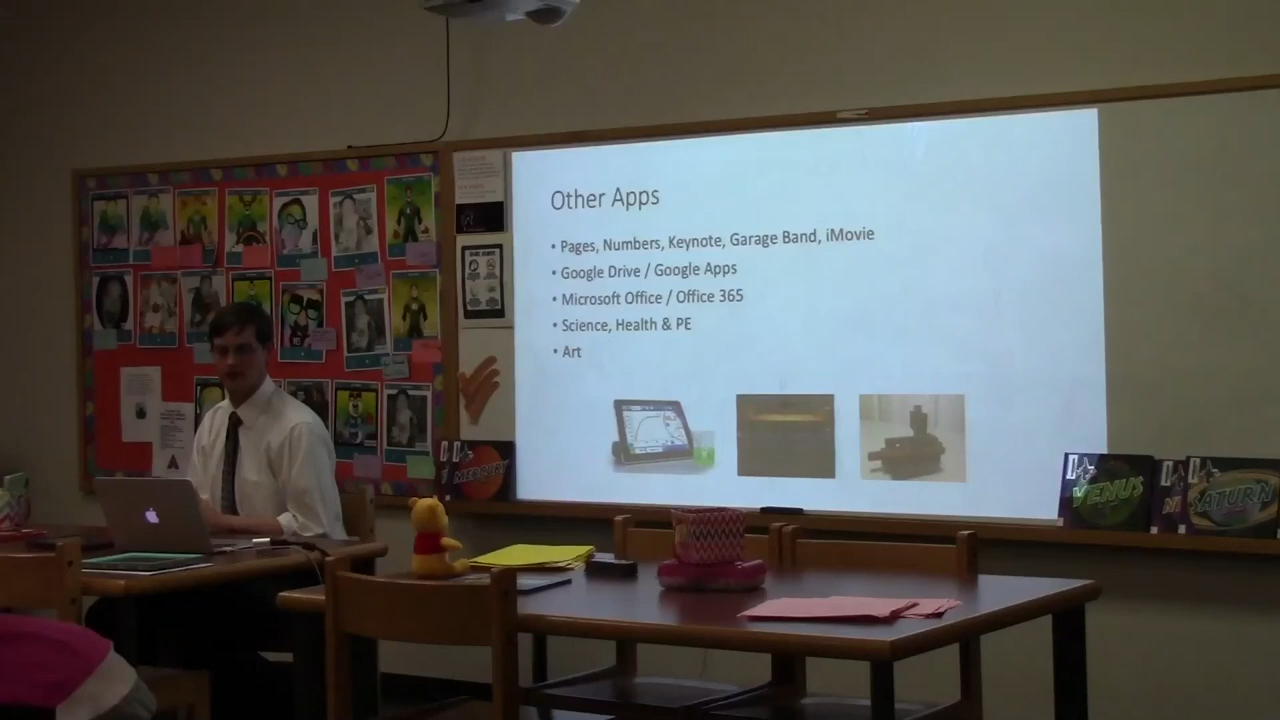 Other Apps
• Pages, Numbers, Keynote, Garage Band, iMovie
• Google Drive / Google Apps
• Microsoft Office / Office 365
• Science, Health & PE
• Art
MERCURY
VENUS
SATURN